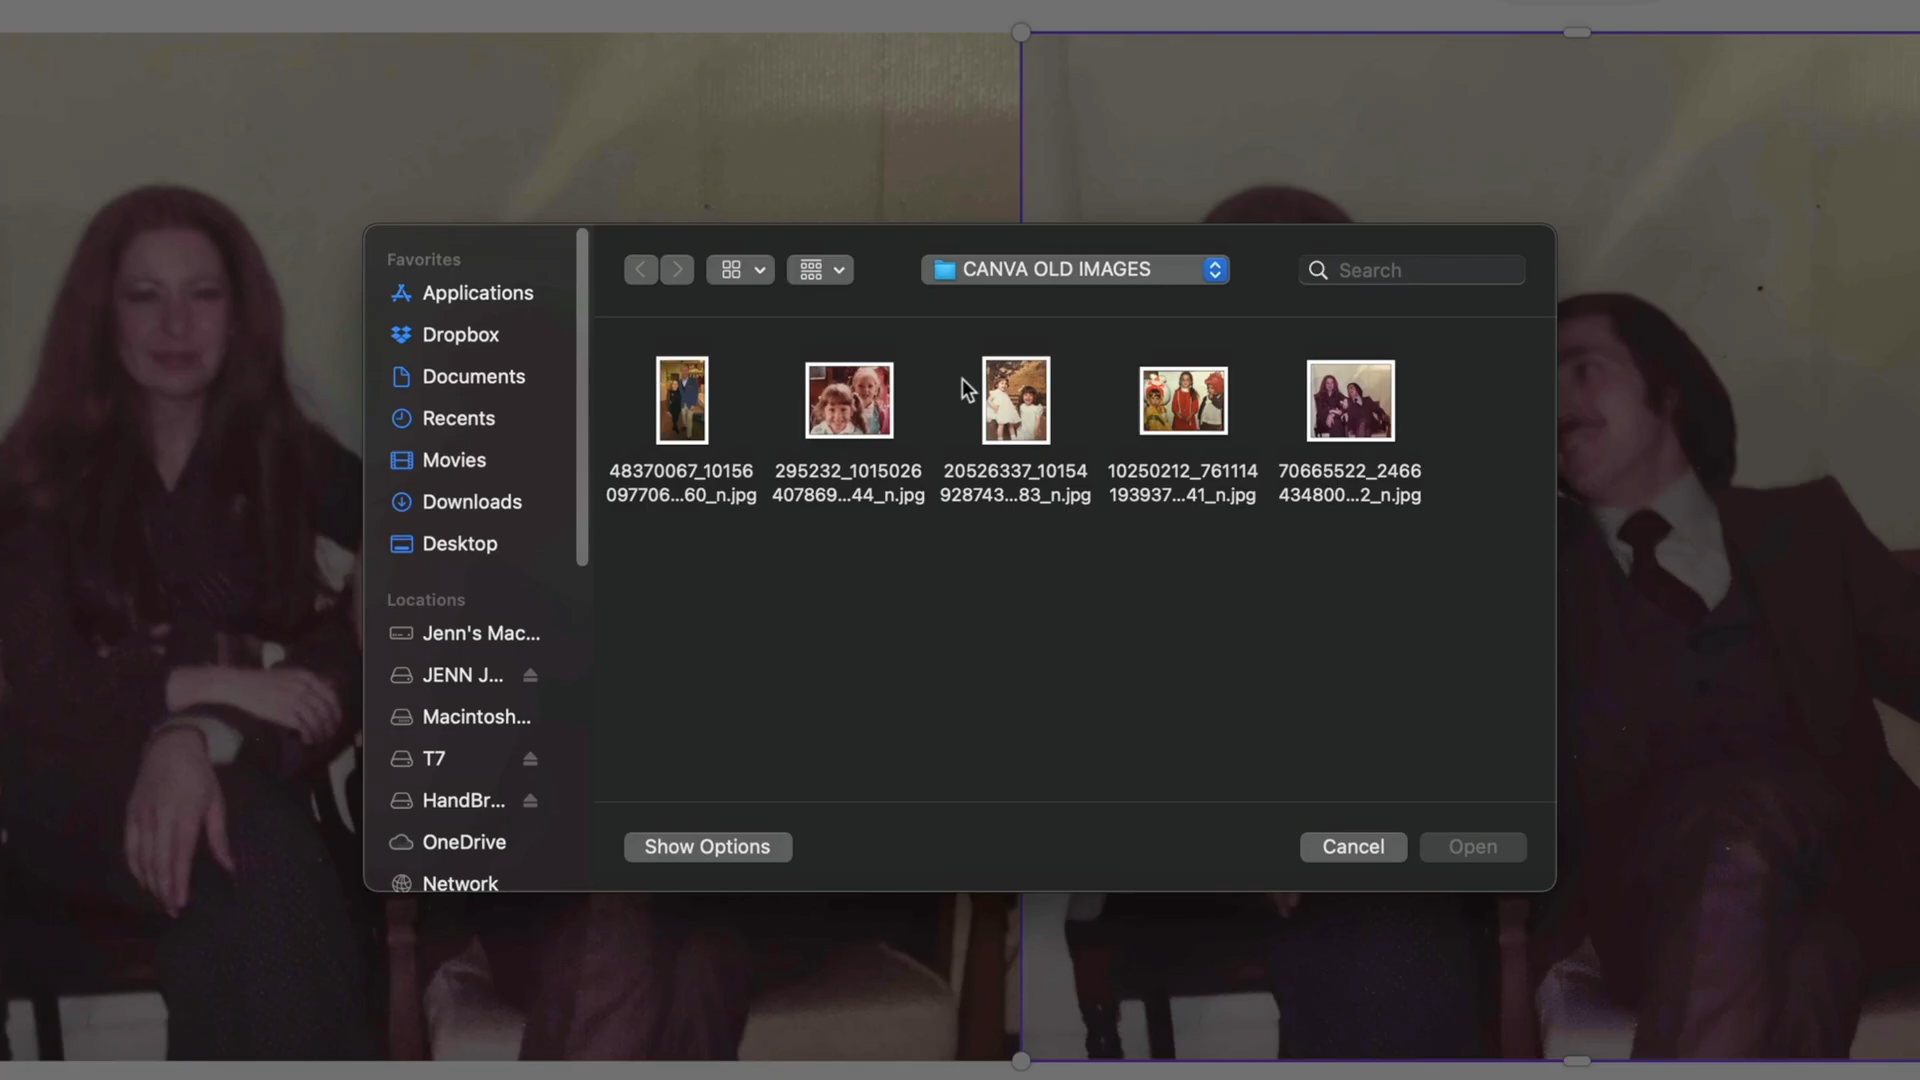 Favorites
Applications
Dropbox
Documents
Recents
Movies
Downloads
Desktop
Locations
Jenn's Mac...
JENN J...
Macintosh...
T7
HandBr...
OneDrive
Network
CANVA OLD IMAGES
Search
48370067_10156
097706...60_n.jpg
295232_1015026
407869...44_n.jpg
20526337_10154
928743...83_n.jpg
10250212_761114
193937...41_n.jpg
70665522_2466
434800...2_n.jpg
Show Options
Cancel
Open